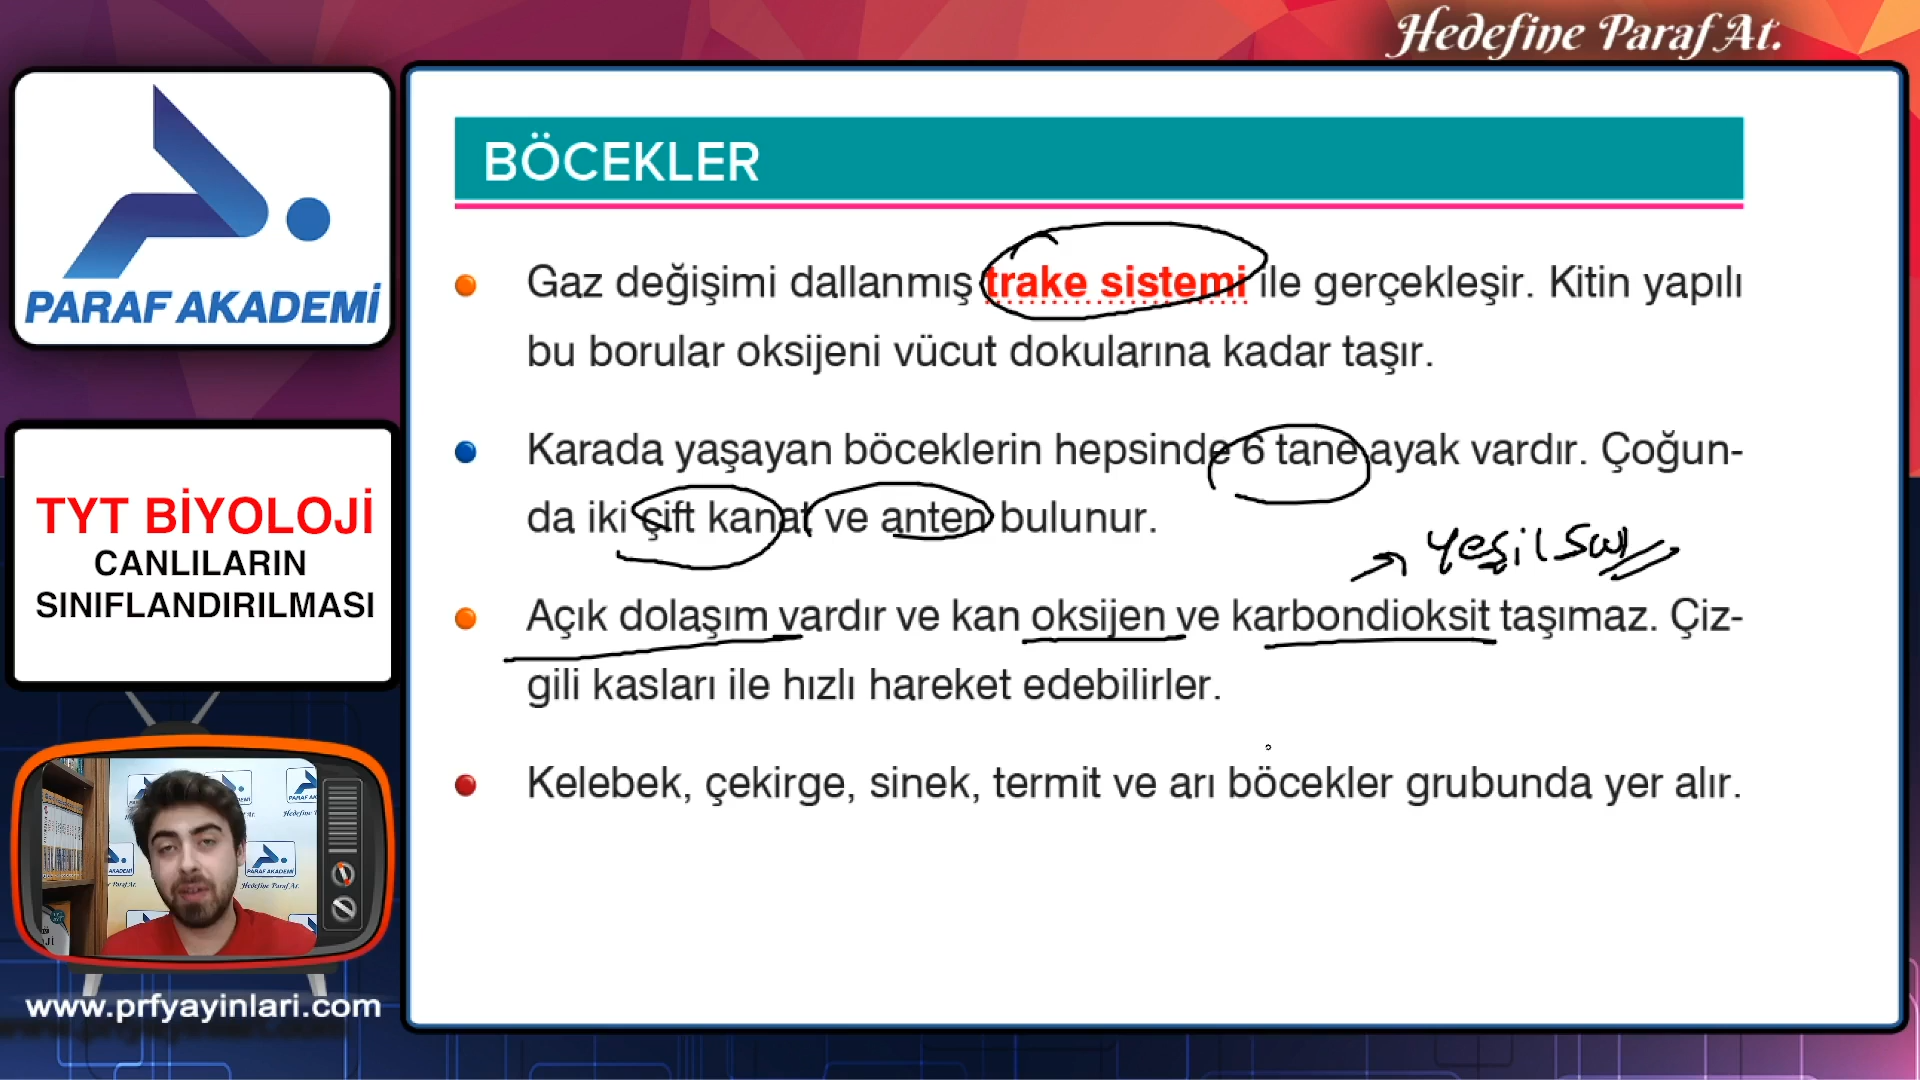 Hedefine Paraf At.
PARAF AKADEMİ
TYT BİYOLOJİ
CANLILARIN
SINIFLANDIRILMASI
www.prfyayinlari.com
BÖCEKLER
Gaz değişimi dallanmış trake sistemi ile gerçekleşir. Kitin yapılı
bu borular oksijeni vücut dokularına kadar taşır.
Karada yaşayan böceklerin hepsinde 6 tane ayak vardır. Çoğun-
da iki çift kanat ve anten bulunur.
yeşil sarı
Açık dolaşım vardır ve kan oksijen ve karbondioksit taşımaz. Çiz-
gili kasları ile hızlı hareket edebilirler.
Kelebek, çekirge, sinek, termit ve arı böcekler grubunda yer alır.